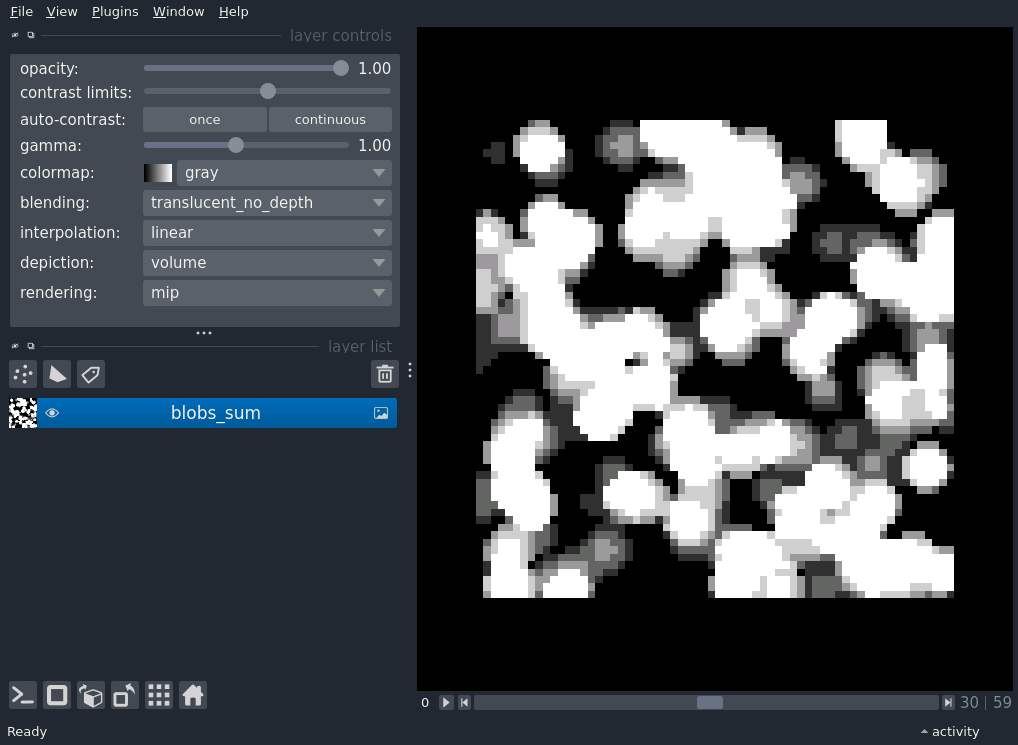 File View Plugins Window Help
layer controls
opacity: 1.00
contrast limits:
auto-contrast: once continuous
gamma: 1.00
colormap: gray
blending: translucent_no_depth
interpolation: linear
depiction: volume
rendering: mip
layer list
blobs_sum
0 30 | 59
Ready activity